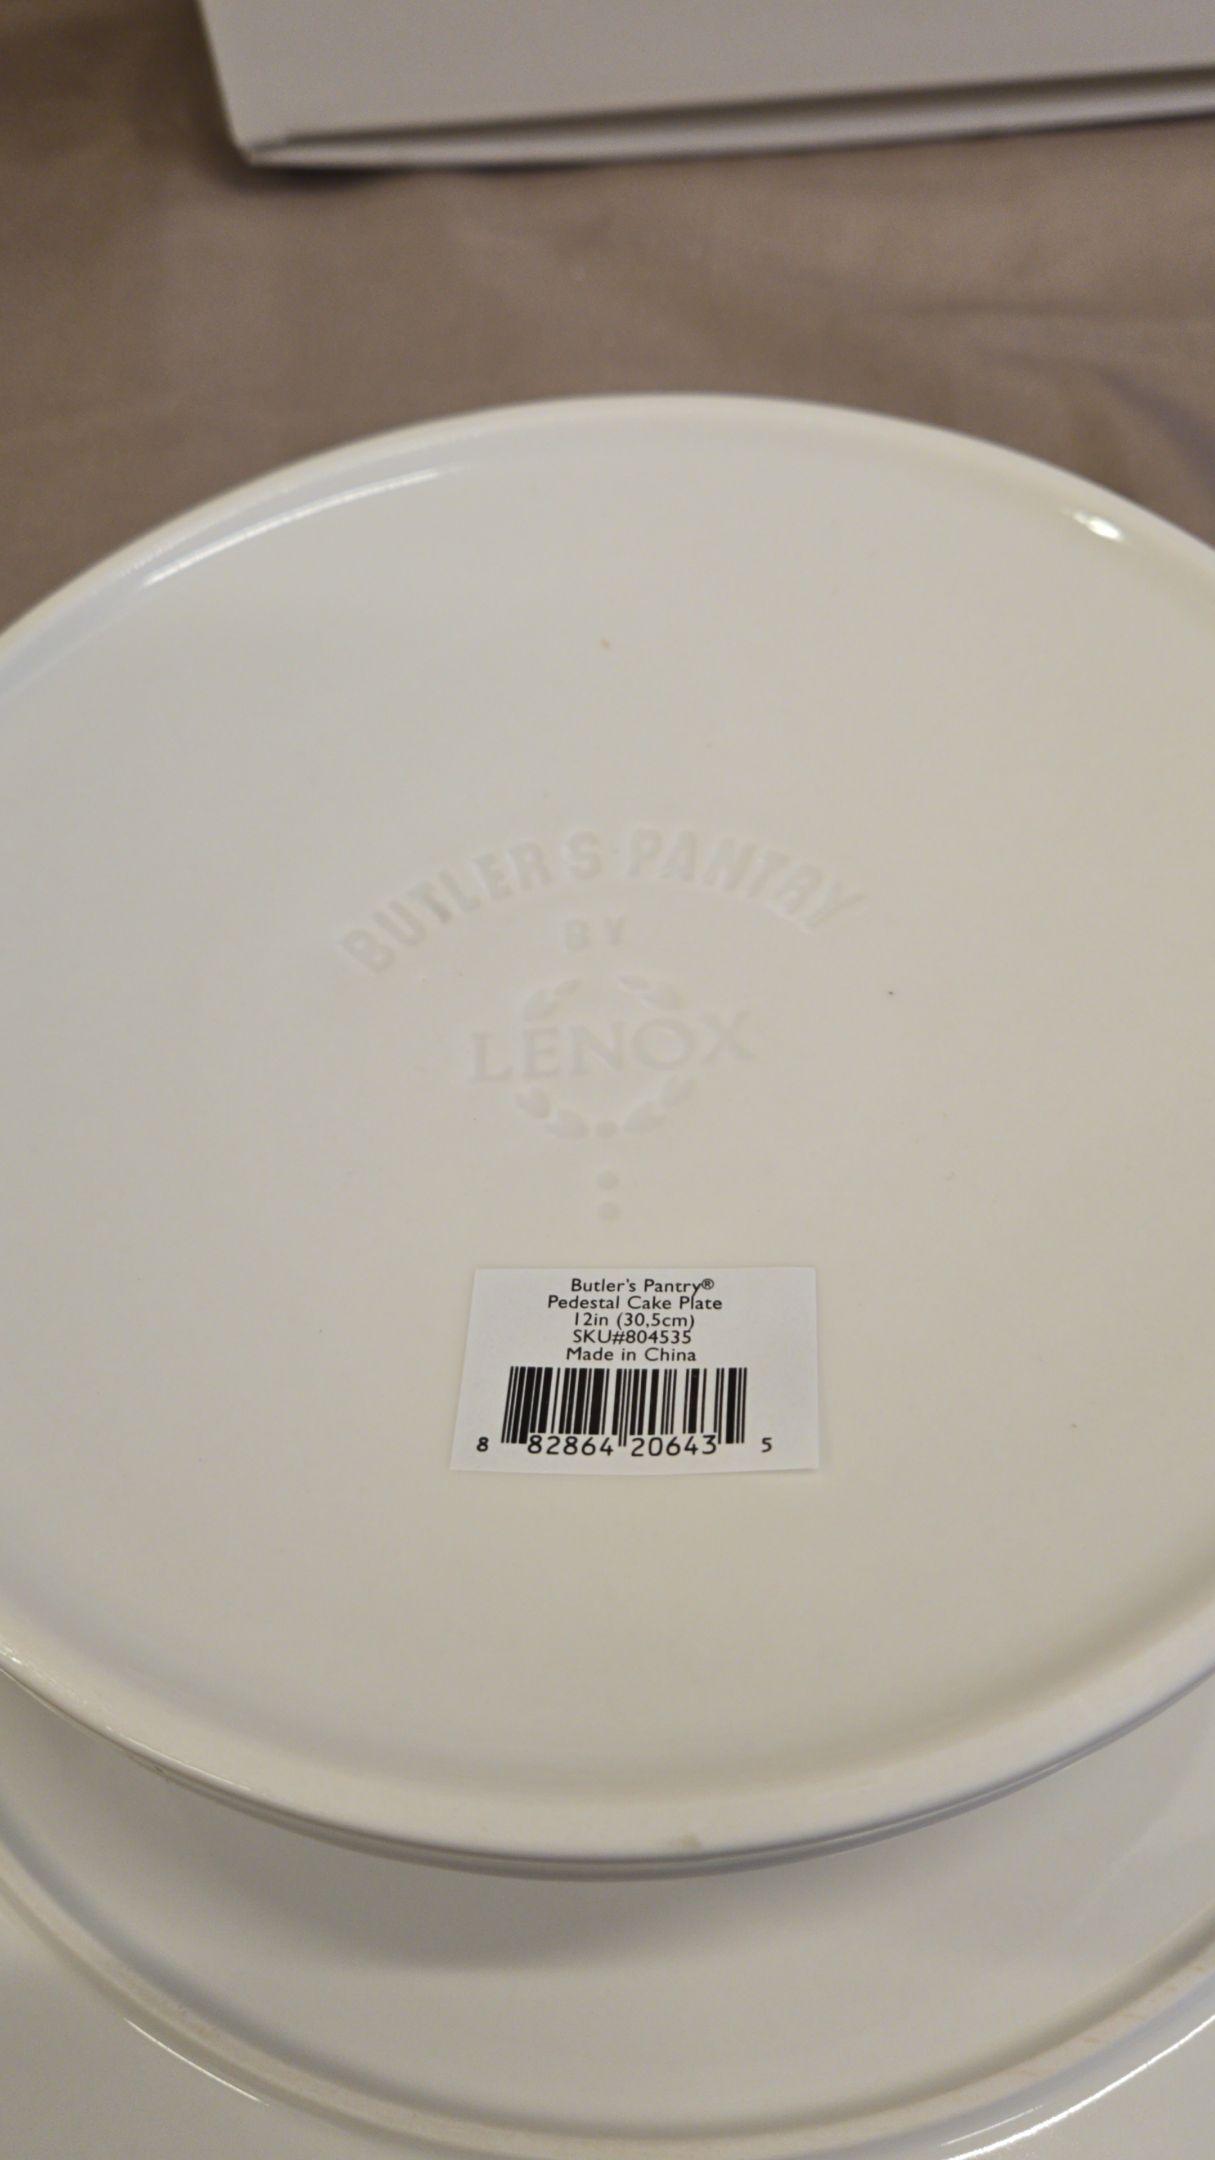 BUTLER'S PANTRY
BY
LENOX
Butler's Pantry®
Pedestal Cake Plate
12in (30,5cm)
SKU#804535
Made in China
8 82864 20643 5